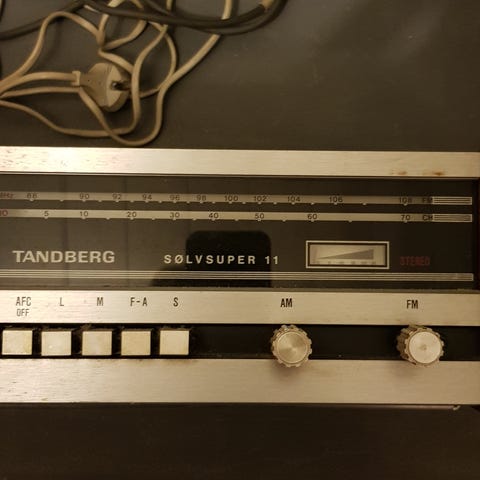 MHz 88 90 92 94 96 98 100 102 104 106 108 FM
5 10 20 30 40 50 60 70 CH
TANDBERG SØLVSUPER 11 STEREO
AFC L M F-A S AM FM
OFF